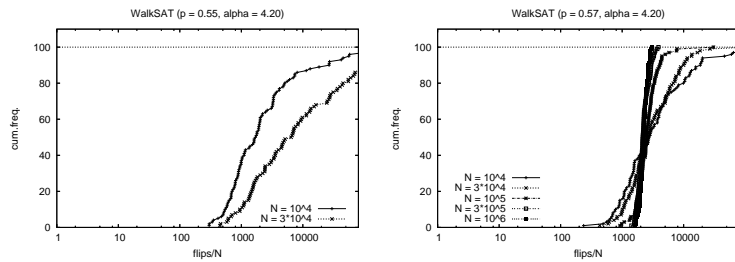 WalkSAT (p = 0.55, alpha = 4.20)
cum.freq.
100
80
60
40
20
0
1
10
100
1000
10000
flips/N
N = 10^4
N = 3*10^4
WalkSAT (p = 0.57, alpha = 4.20)
cum.freq.
100
80
60
40
20
0
1
10
100
1000
10000
flips/N
N = 10^4
N = 3*10^4
N = 10^5
N = 3*10^5
N = 10^6